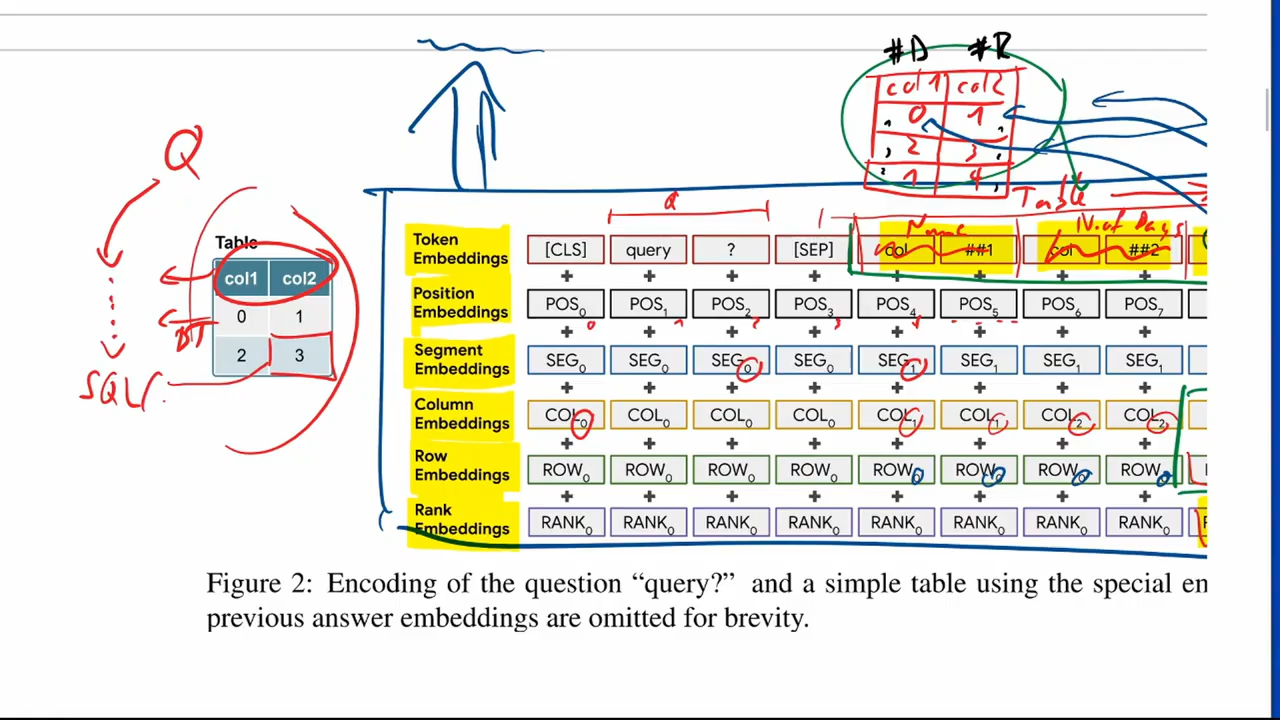 #D #R
col1 col2
0 1
2 3
1 4
Q
Table
Q
Name
N.of Days
Table
col1 col2
0 1
2 3
SQL
Token Embeddings [CLS] query ? [SEP] col ##1 col ##2
Position Embeddings POS0 POS1 POS2 POS3 POS4 POS5 POS6 POS7
Segment Embeddings SEG0 SEG0 SEG0 SEG0 SEG1 SEG1 SEG1 SEG1
Column Embeddings COL0 COL0 COL0 COL0 COL1 COL1 COL2 COL2
Row Embeddings ROW0 ROW0 ROW0 ROW0 ROW0 ROW0 ROW0 ROW0
Rank Embeddings RANK0 RANK0 RANK0 RANK0 RANK0 RANK0 RANK0 RANK0
Figure 2: Encoding of the question “query?” and a simple table using the special en
previous answer embeddings are omitted for brevity.